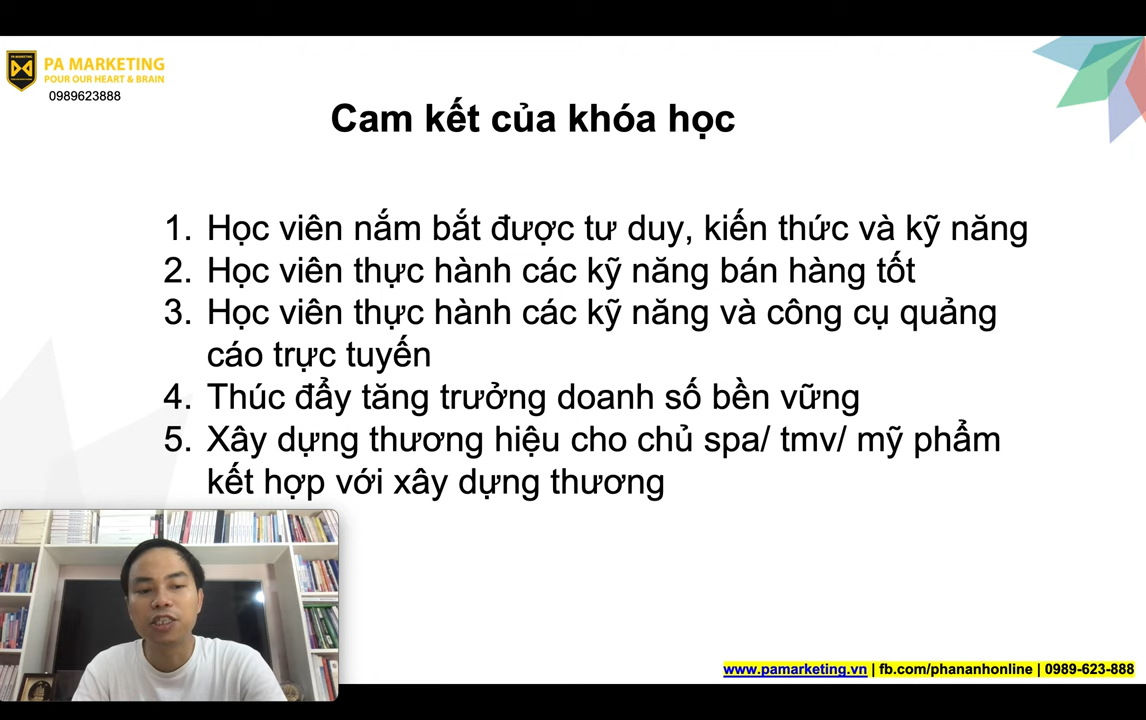 PA MARKETING
POUR OUR HEART & BRAIN
0989623888
Cam kết của khóa học
1. Học viên nắm bắt được tư duy, kiến thức và kỹ năng
2. Học viên thực hành các kỹ năng bán hàng tốt
3. Học viên thực hành các kỹ năng và công cụ quảng
cáo trực tuyến
4. Thúc đẩy tăng trưởng doanh số bền vững
5. Xây dựng thương hiệu cho chủ spa/ tmv/ mỹ phẩm
kết hợp với xây dựng thương
www.pamarketing.vn | fb.com/phananhonline | 0989-623-888